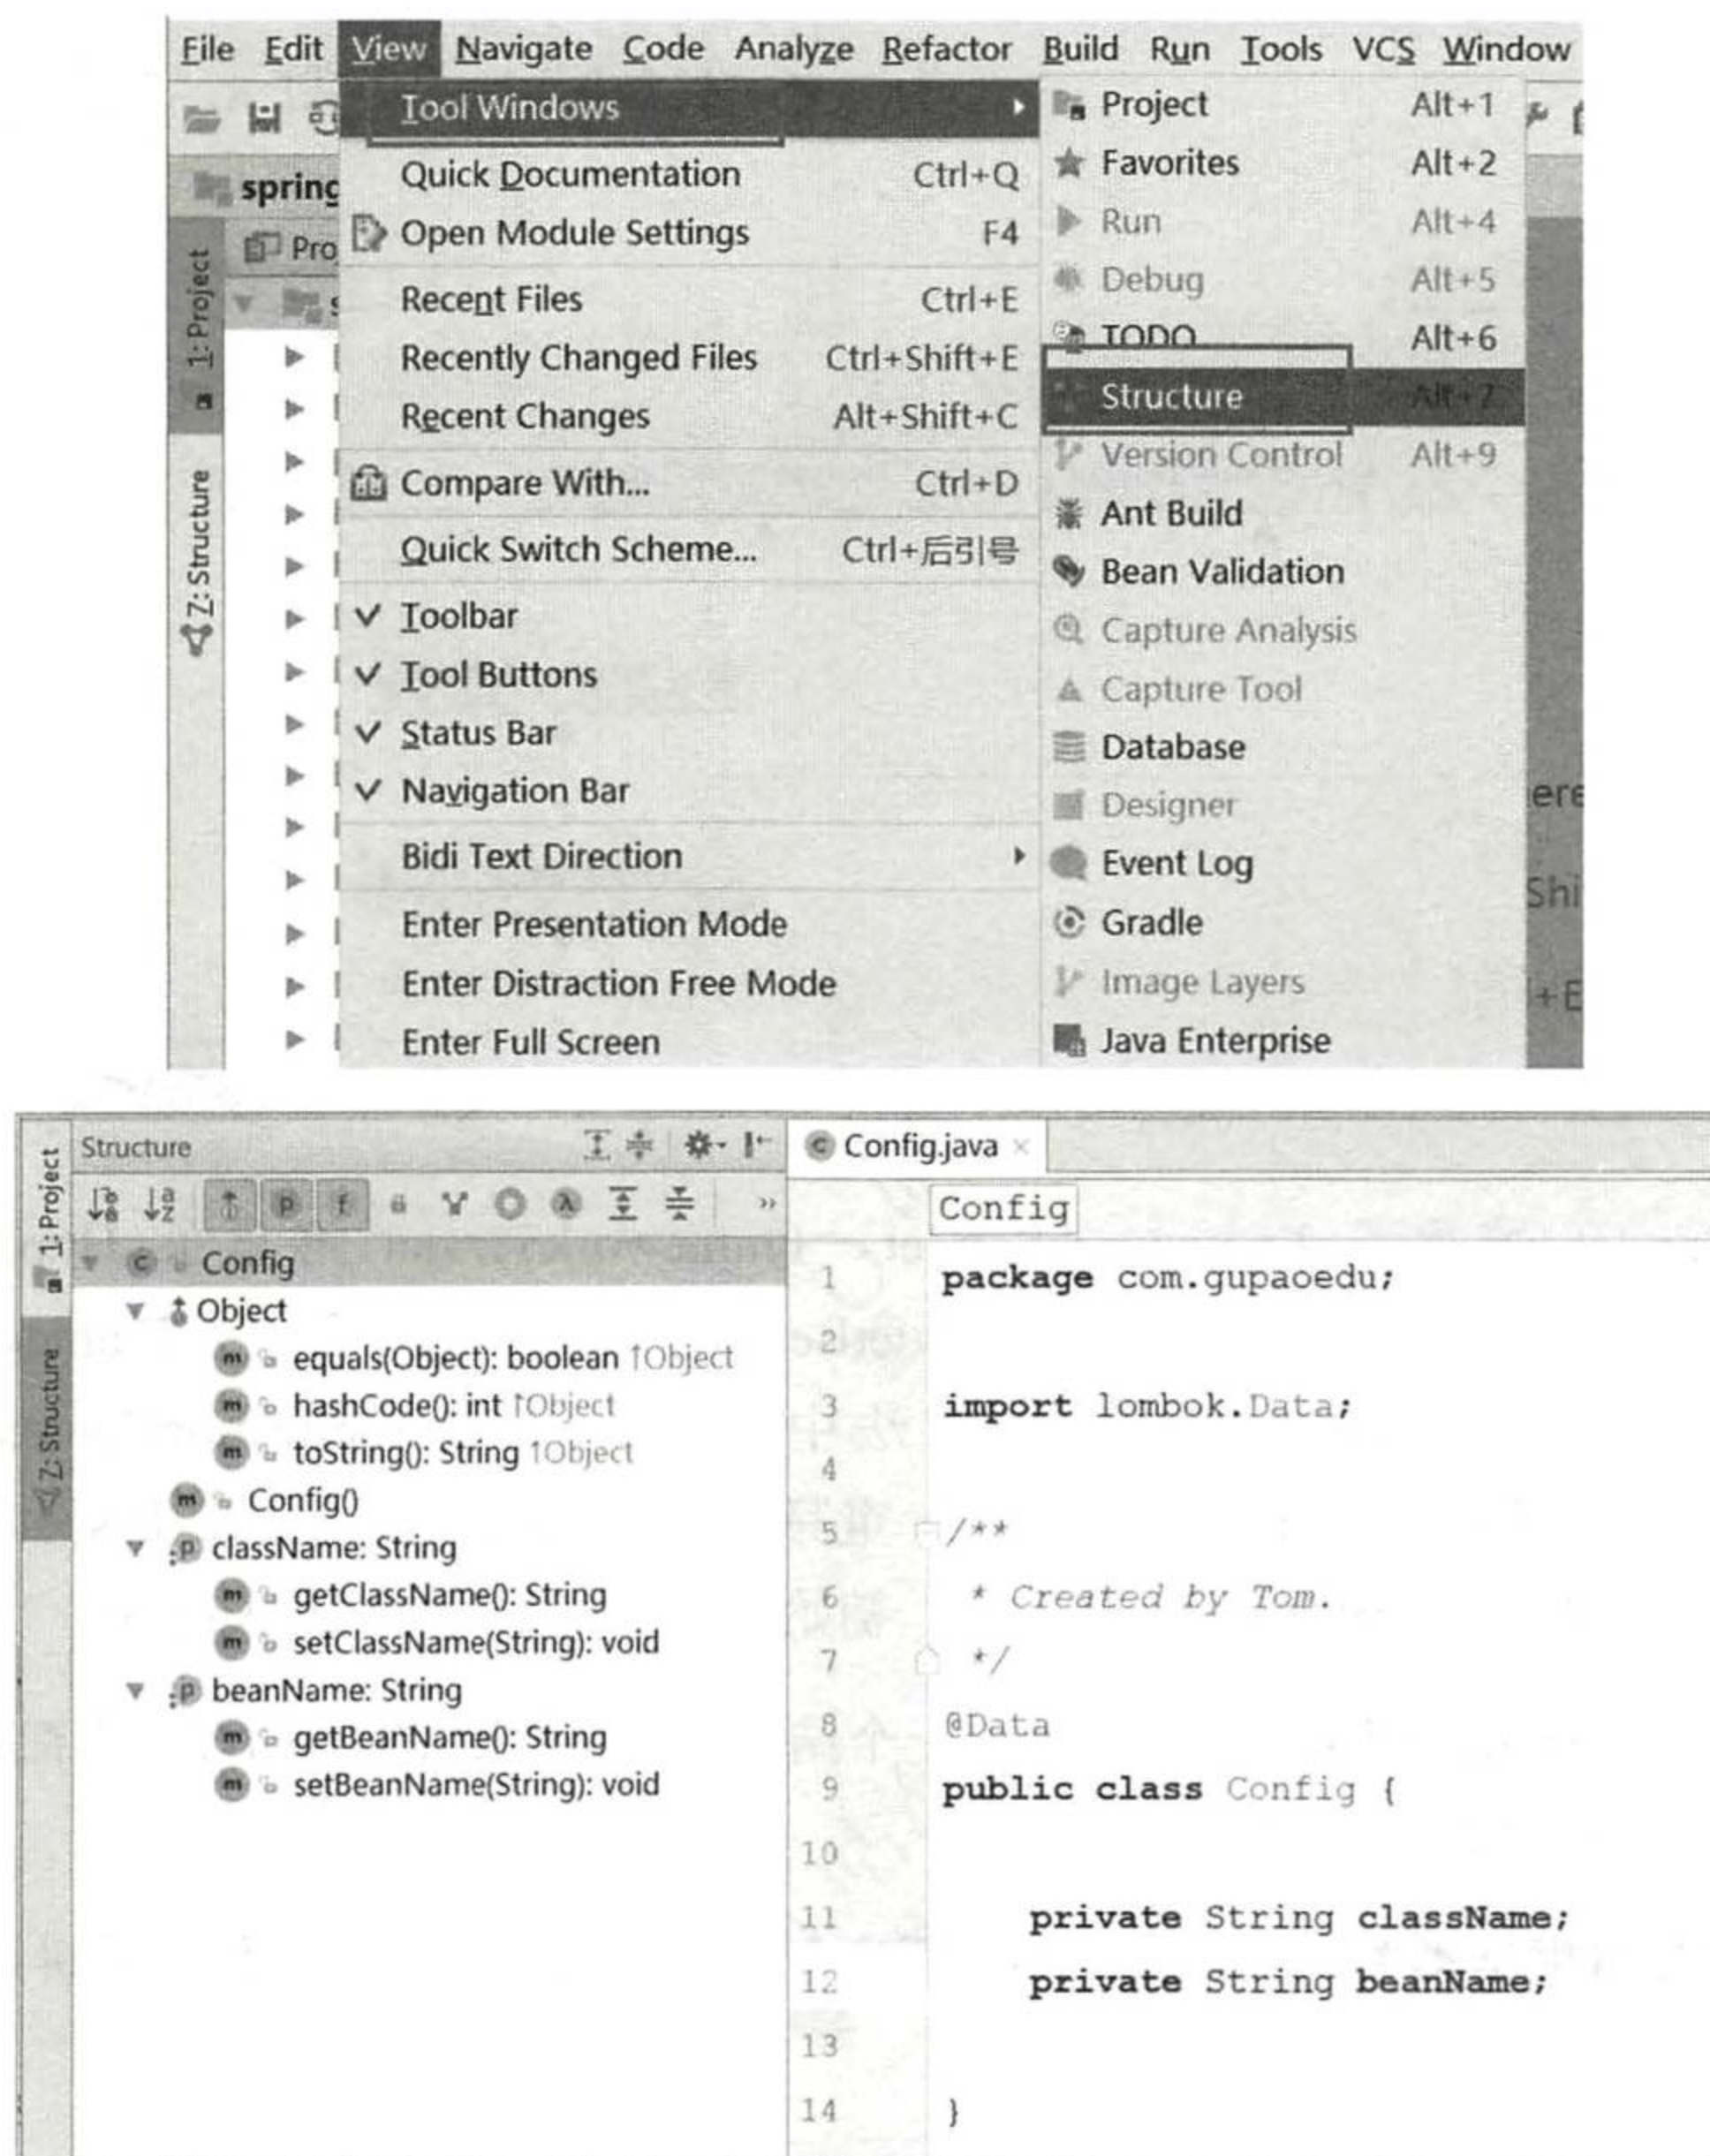 File Edit View Navigate Code Analyze Refactor Build Run Tools VCS Window
Tool Windows
Quick Documentation Ctrl+Q
Open Module Settings F4
Recent Files Ctrl+E
Recently Changed Files Ctrl+Shift+E
Recent Changes Alt+Shift+C
Compare With... Ctrl+D
Quick Switch Scheme... Ctrl+后引号
Toolbar
Tool Buttons
Status Bar
Navigation Bar
Bidi Text Direction
Enter Presentation Mode
Enter Distraction Free Mode
Enter Full Screen
Project Alt+1
Favorites Alt+2
Run Alt+4
Debug Alt+5
TODO Alt+6
Structure Alt+7
Version Control Alt+9
Ant Build
Bean Validation
Capture Analysis
Capture Tool
Database
Designer
Event Log
Gradle
Image Layers
Java Enterprise
spring
Pro
1: Project
7: Structure
ere
Shi
+E
1: Project
7: Structure
Structure
Config
Object
equals(Object): boolean ↑Object
hashCode(): int ↑Object
toString(): String ↑Object
Config()
className: String
getClassName(): String
setClassName(String): void
beanName: String
getBeanName(): String
setBeanName(String): void
Config.java
Config
1 package com.gupaoedu;
2
3 import lombok.Data;
4
5 /**
6 * Created by Tom.
7 */
8 @Data
9 public class Config {
10
11 private String className;
12 private String beanName;
13
14 }